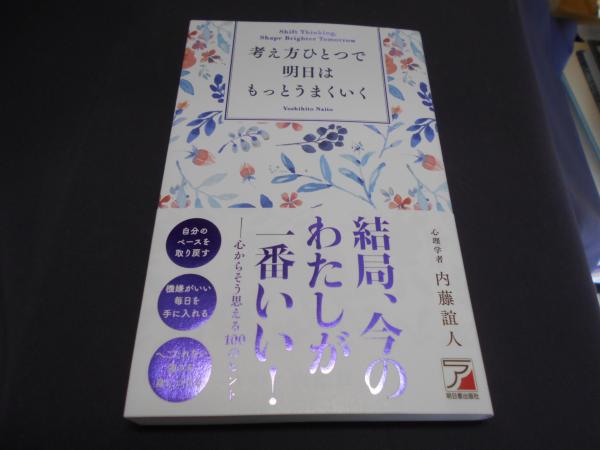 Shift Thinking,
Shape Brighter Tomorrow
考え方ひとつで
明日は
もっとうまくいく
Yoshihito Naito
結局、今の
わたしが
一番いい!
──心からそう思える100のヒント
心理学者 内藤誼人
自分の
ペースを
取り戻す
機嫌がいい
毎日を
手に入れる
ア
明日香出版社